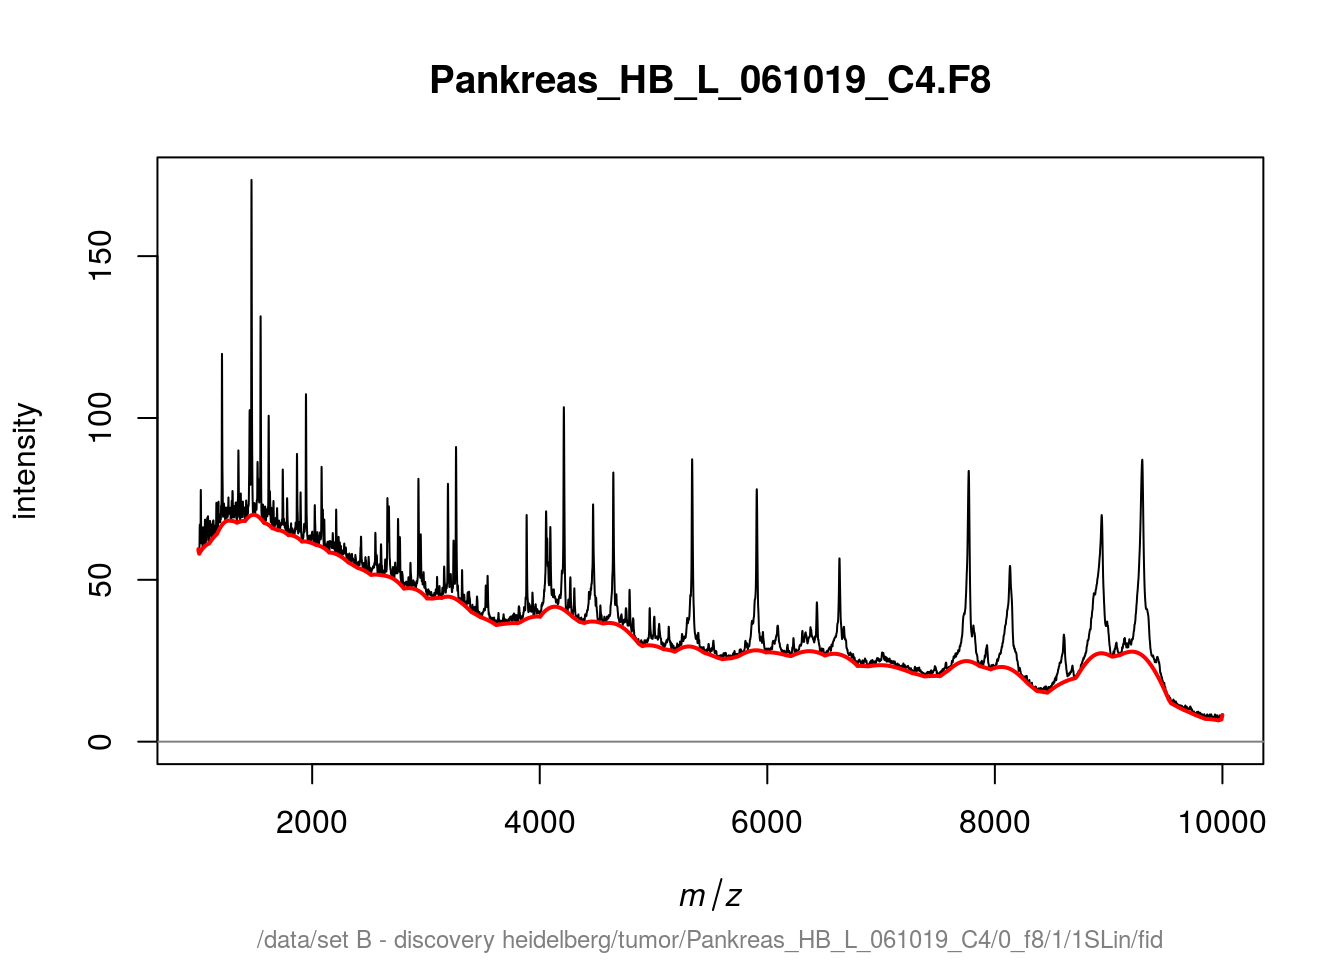 Pankreas_HB_L_061019_C4.F8
150
100
50
0
intensity
2000 4000 6000 8000 10000
m/z
/data/set B - discovery heidelberg/tumor/Pankreas_HB_L_061019_C4/0_f8/1/1SLin/fid